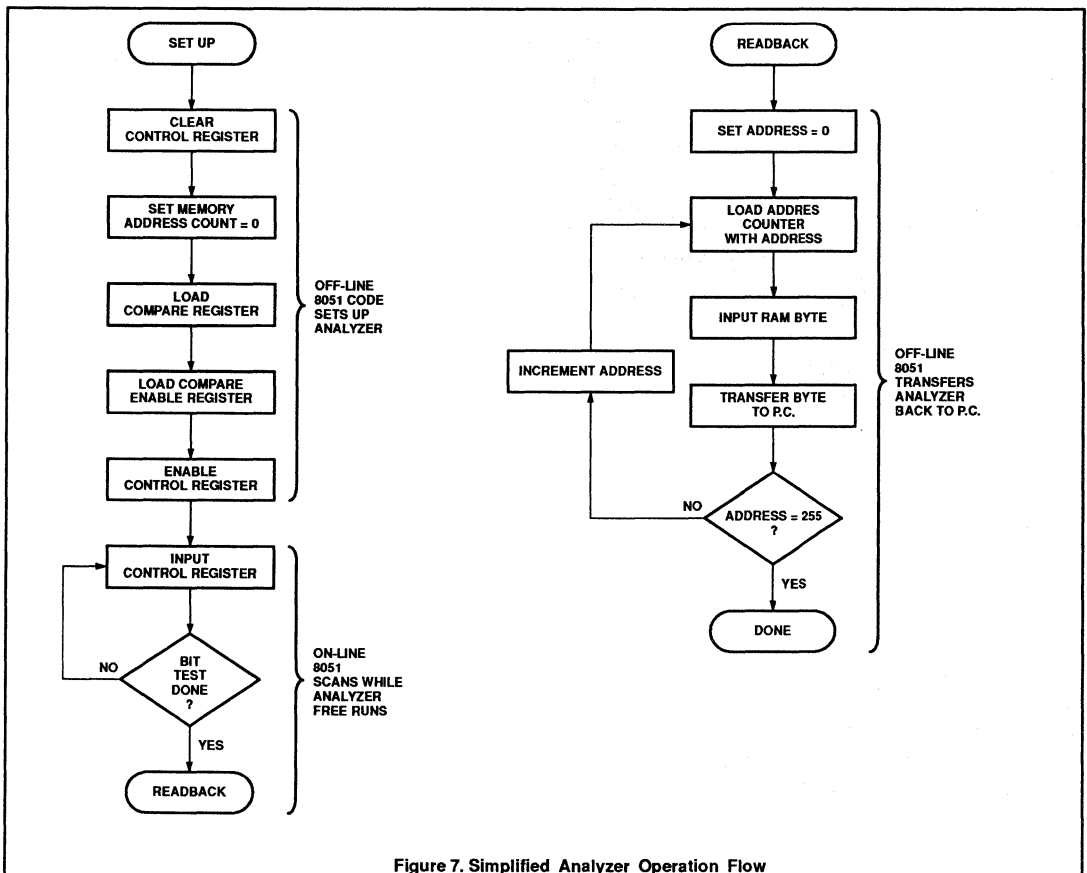 SET UP
CLEAR
CONTROL REGISTER
SET MEMORY
ADDRESS COUNT = 0
LOAD
COMPARE REGISTER
LOAD COMPARE
ENABLE REGISTER
ENABLE
CONTROL REGISTER
OFF-LINE
8051 CODE
SETS UP
ANALYZER
INPUT
CONTROL REGISTER
BIT
TEST
DONE
?
NO
YES
READBACK
ON-LINE
8051
SCANS WHILE
ANALYZER
FREE RUNS
READBACK
SET ADDRESS = 0
LOAD ADDRES
COUNTER
WITH ADDRESS
INPUT RAM BYTE
INCREMENT ADDRESS
TRANSFER BYTE
TO P.C.
NO
ADDRESS = 255
?
YES
DONE
OFF-LINE
8051
TRANSFERS
ANALYZER
BACK TO P.C.
Figure 7. Simplified Analyzer Operation Flow